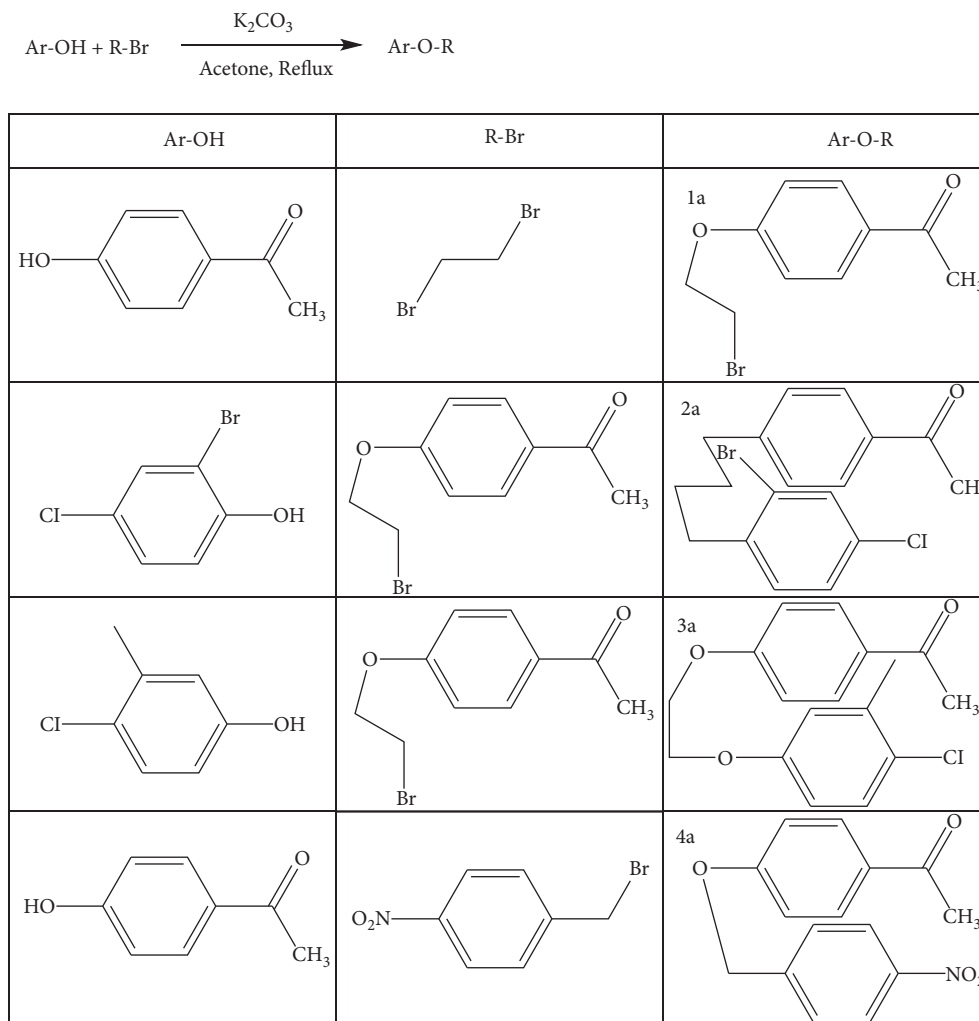 Ar-OH + R-Br K₂CO₃ Acetone, Reflux Ar-O-R
Ar-OH R-Br Ar-O-R
HO O CH₃
Br Br
1a O O CH₃ Br
Br Cl OH
O O CH₃ Br
2a O CH Br Cl
Cl OH
O O CH₃ Br
3a O O CH₃ O Cl
HO O CH₃
O₂N Br
4a O O CH₃ NO₂